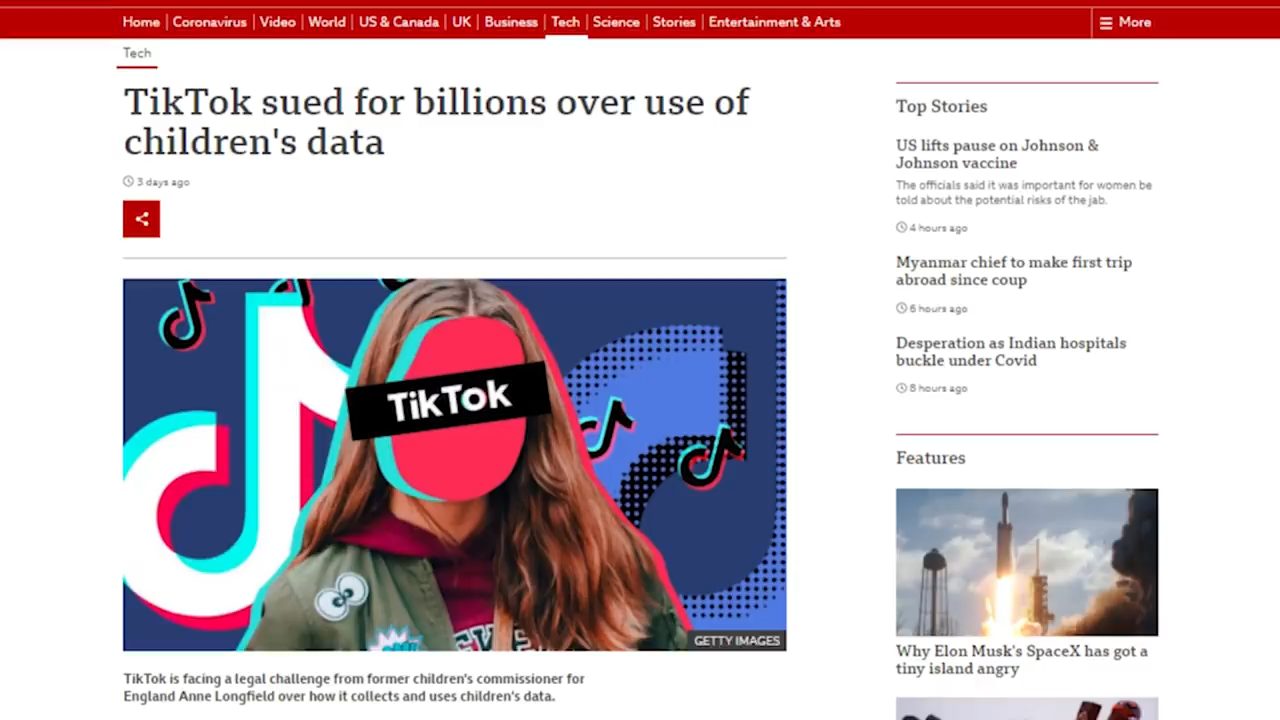 Home Coronavirus Video World US & Canada UK Business Tech Science Stories Entertainment & Arts More
Tech
TikTok sued for billions over use of
children's data
3 days ago
TikTok
GETTY IMAGES
TikTok is facing a legal challenge from former children's commissioner for
England Anne Longfield over how it collects and uses children's data.
Top Stories
US lifts pause on Johnson &
Johnson vaccine
The officials said it was important for women be
told about the potential risks of the jab.
4 hours ago
Myanmar chief to make first trip
abroad since coup
6 hours ago
Desperation as Indian hospitals
buckle under Covid
8 hours ago
Features
Why Elon Musk's SpaceX has got a
tiny island angry